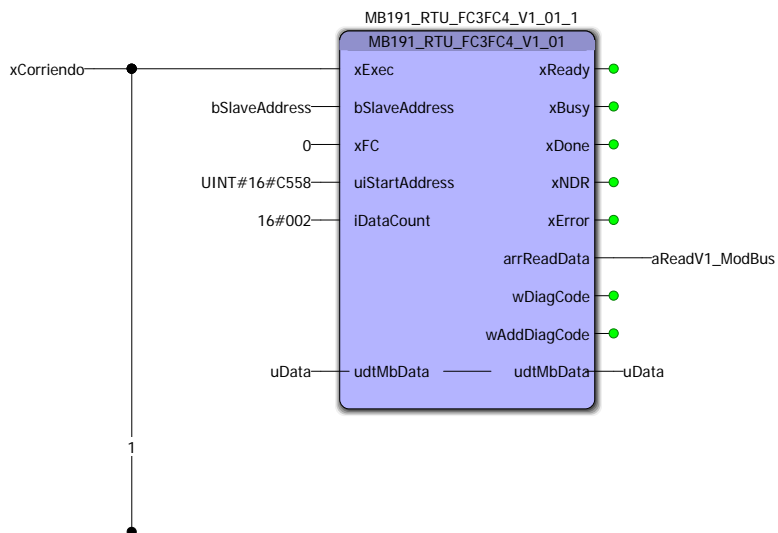 MB191_RTU_FC3FC4_V1_01_1
MB191_RTU_FC3FC4_V1_01
xCorriendo xExec xReady
bSlaveAddress bSlaveAddress xBusy
0 xFC xDone
UINT#16#C558 uiStartAddress xNDR
16#002 iDataCount xError
arrReadData aReadV1_ModBus
wDiagCode
wAddDiagCode
uData udtMbData udtMbData uData
1